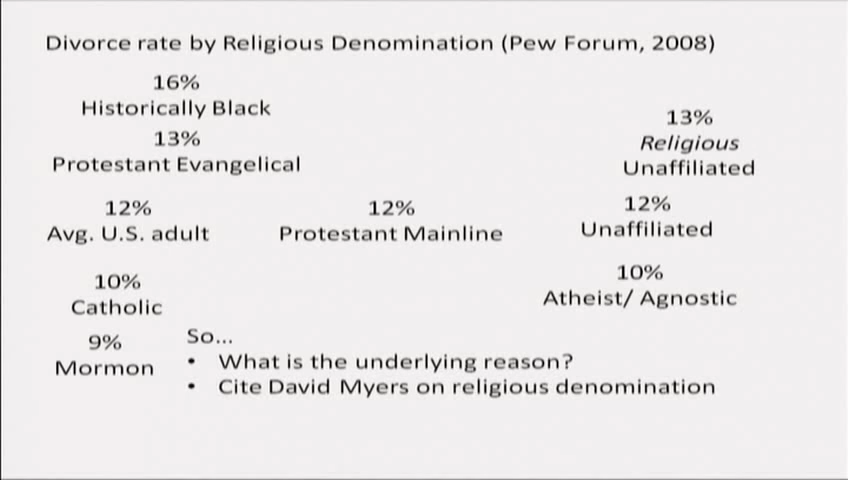 Divorce rate by Religious Denomination (Pew Forum, 2008)
16%
Historically Black
13%
Protestant Evangelical
13%
Religious
Unaffiliated
12%
Avg. U.S. adult
12%
Protestant Mainline
12%
Unaffiliated
10%
Catholic
10%
Atheist/ Agnostic
9%
Mormon
So...
• What is the underlying reason?
• Cite David Myers on religious denomination